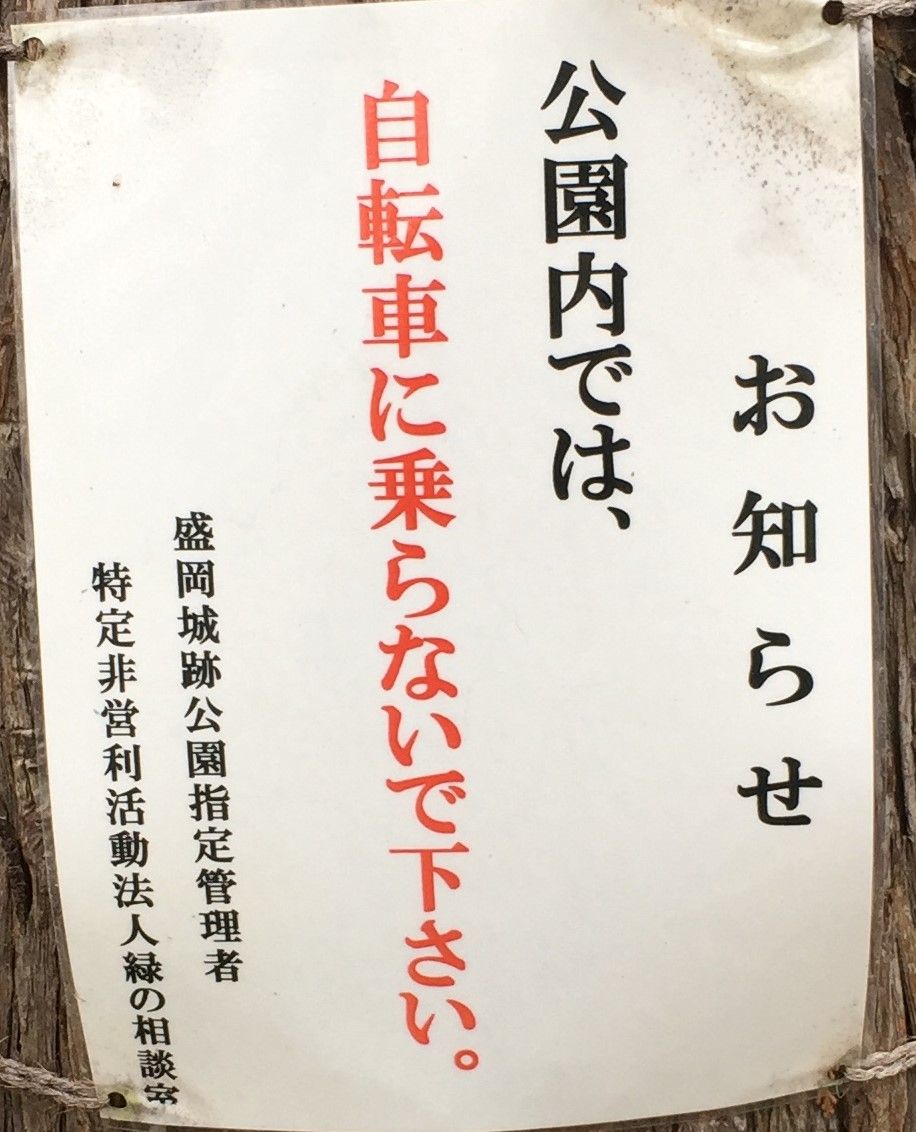 お知らせ
公園内では、
自転車に乗らないで下さい。
盛岡城跡公園指定管理者
特定非営利活動法人緑の相談室